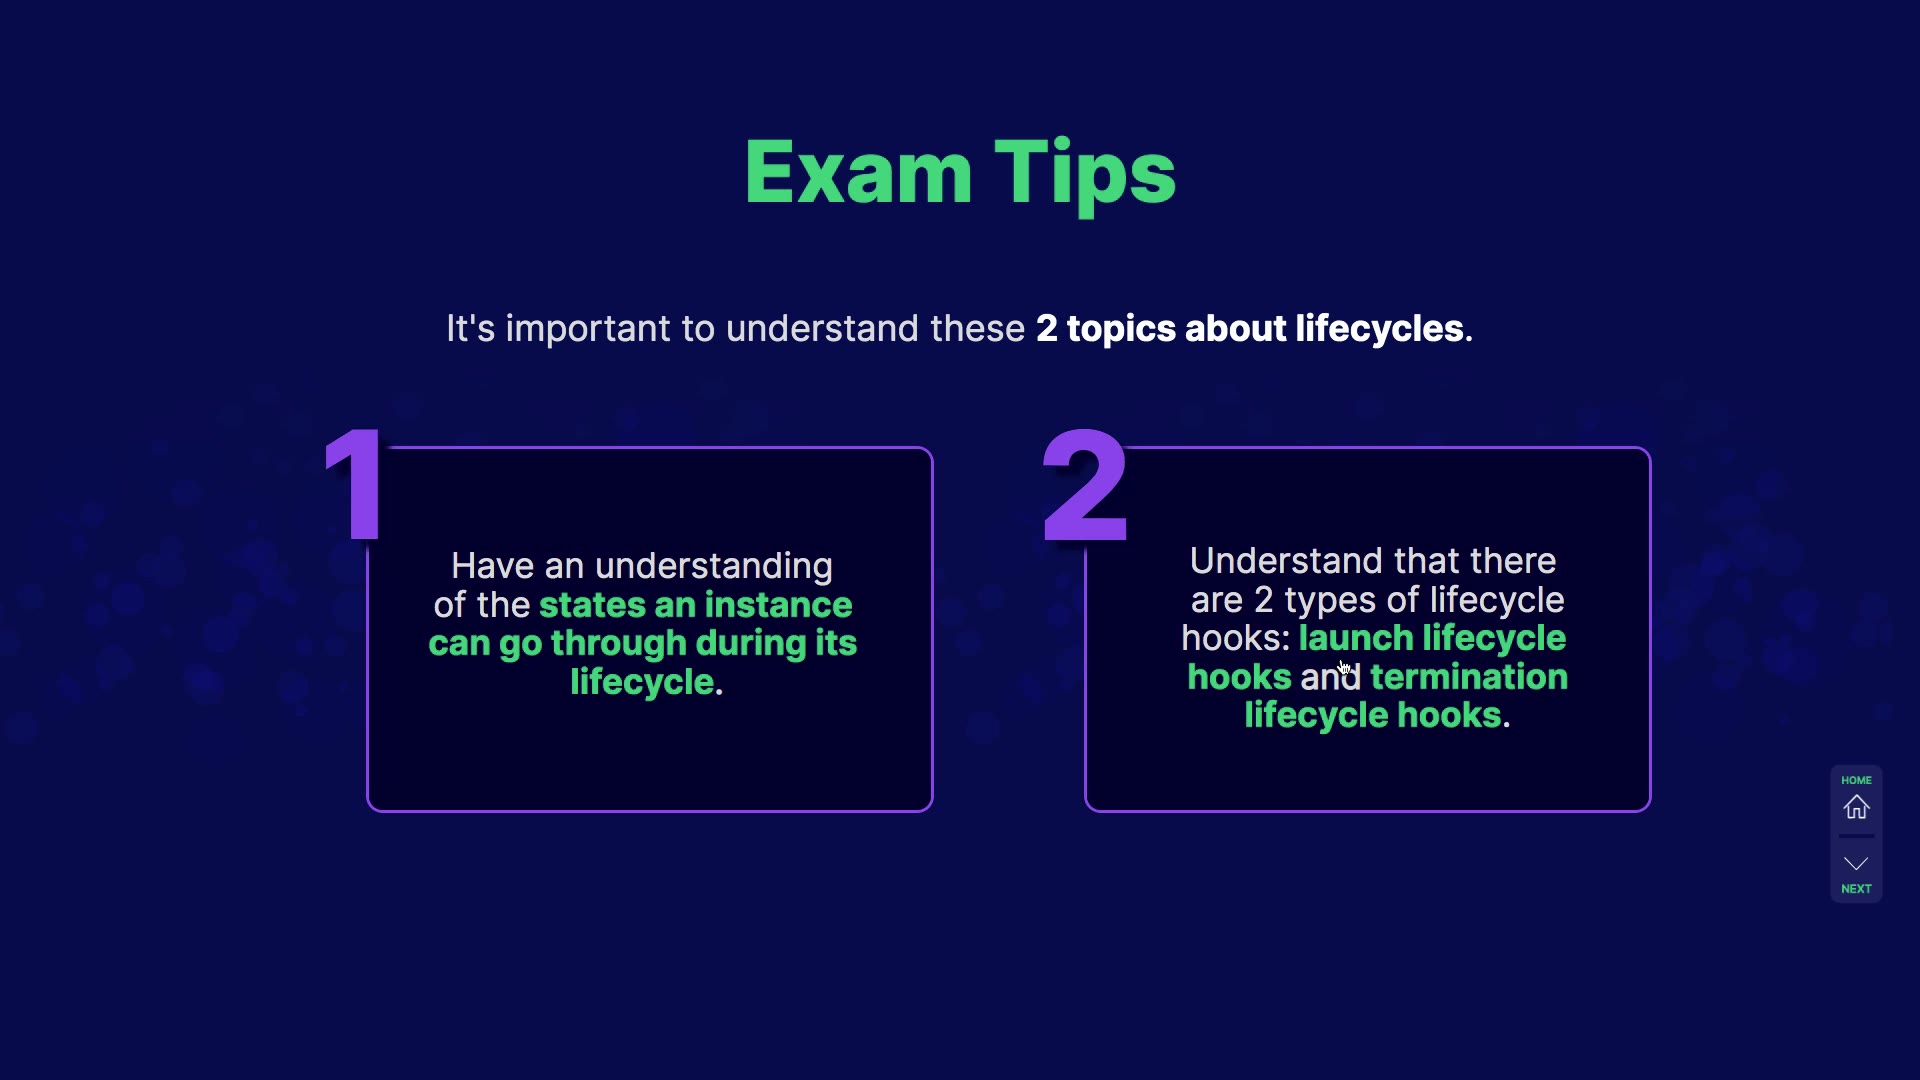 Exam Tips
It's important to understand these 2 topics about lifecycles.
1
Have an understanding
of the states an instance
can go through during its
lifecycle.
2
Understand that there
are 2 types of lifecycle
hooks: launch lifecycle
hooks and termination
lifecycle hooks.
HOME
NEXT